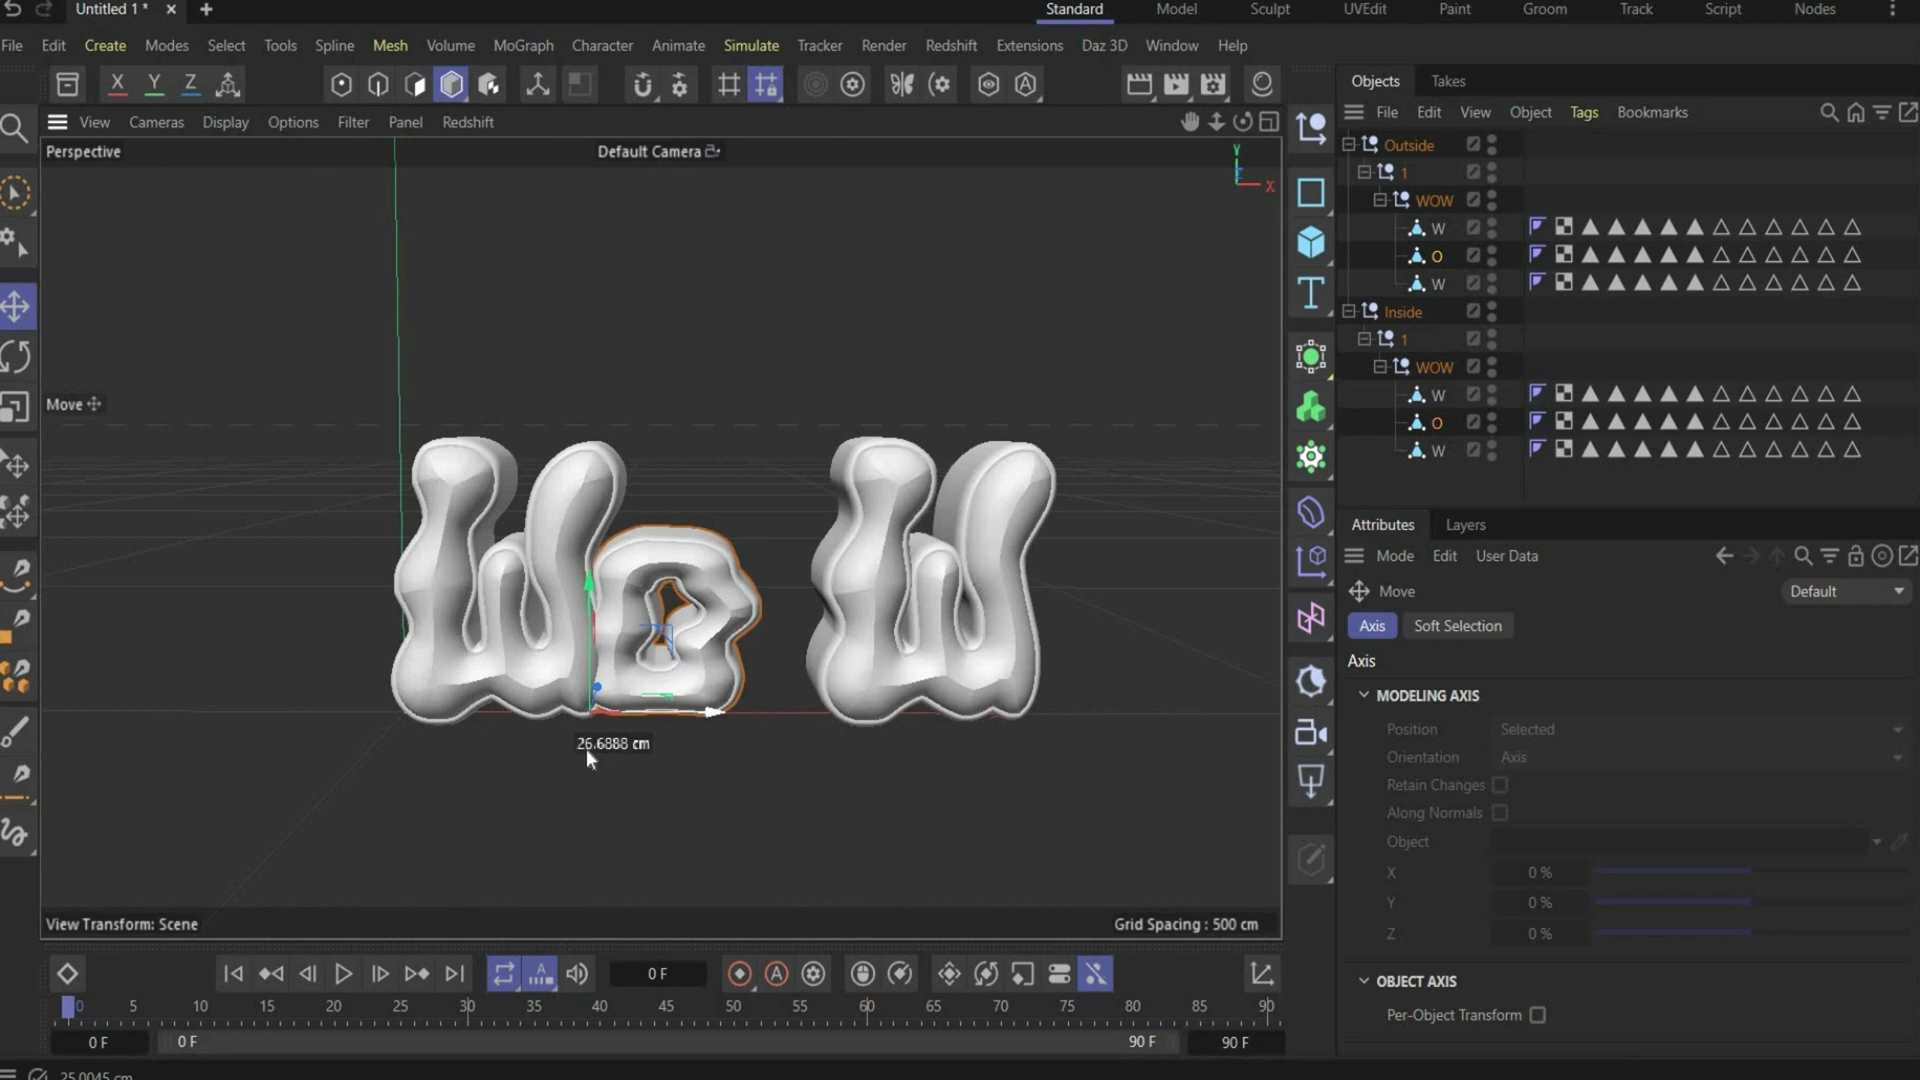 Untitled 1 *
Standard Model Sculpt UVEdit Paint Groom Track Script Nodes
File Edit Create Modes Select Tools Spline Mesh Volume MoGraph Character Animate Simulate Tracker Render Redshift Extensions Daz 3D Window Help
X Y Z
Objects Takes
View Cameras Display Options Filter Panel Redshift
File Edit View Object Tags Bookmarks
Perspective
Default Camera
Y
Z
X
Outside
1
WOW
W
O
W
Inside
1
WOW
W
O
W
Move
26.6888 cm
View Transform: Scene
Grid Spacing : 500 cm
Attributes Layers
Mode Edit User Data
Move
Default
Axis Soft Selection
Axis
MODELING AXIS
Position Selected
Orientation Axis
Retain Changes
Along Normals
Object
X 0 %
Y 0 %
Z 0 %
OBJECT AXIS
Per-Object Transform
0 F
0 5 10 15 20 25 30 35 40 45 50 55 60 65 70 75 80 85 90
0 F 0 F 90 F 90 F
25.0045 cm